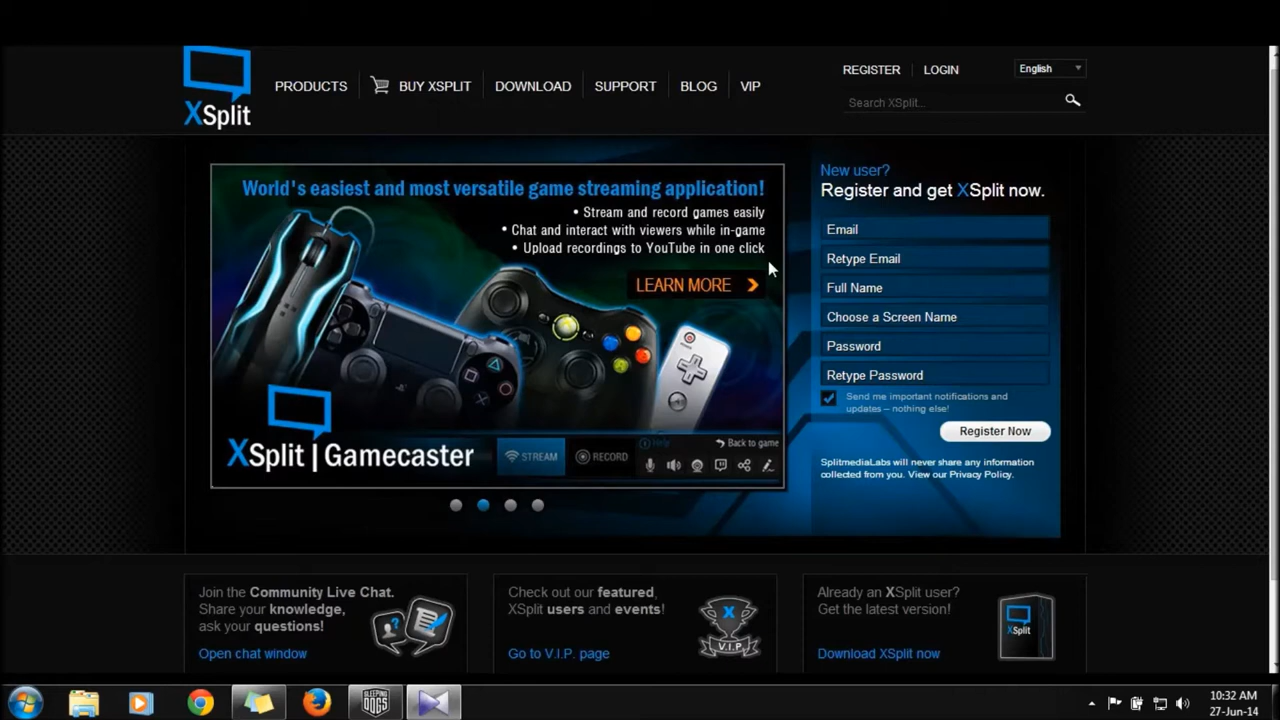 XSplit
PRODUCTS
BUY XSPLIT
DOWNLOAD
SUPPORT
BLOG
VIP
REGISTER
LOGIN
English
Search XSplit...
World's easiest and most versatile game streaming application!
• Stream and record games easily
• Chat and interact with viewers while in-game
• Upload recordings to YouTube in one click
LEARN MORE
XSplit | Gamecaster
STREAM
RECORD
Help
Back to game
New user?
Register and get XSplit now.
Email
Retype Email
Full Name
Choose a Screen Name
Password
Retype Password
Send me important notifications and
updates – nothing else!
Register Now
SplitmediaLabs will never share any information
collected from you. View our Privacy Policy.
Join the Community Live Chat.
Share your knowledge,
ask your questions!
Open chat window
Check out our featured,
XSplit users and events!
Go to V.I.P. page
X
V.I.P
Already an XSplit user?
Get the latest version!
Download XSplit now
XSplit
SLEEPING
DOGS
10:32 AM
27-Jun-14